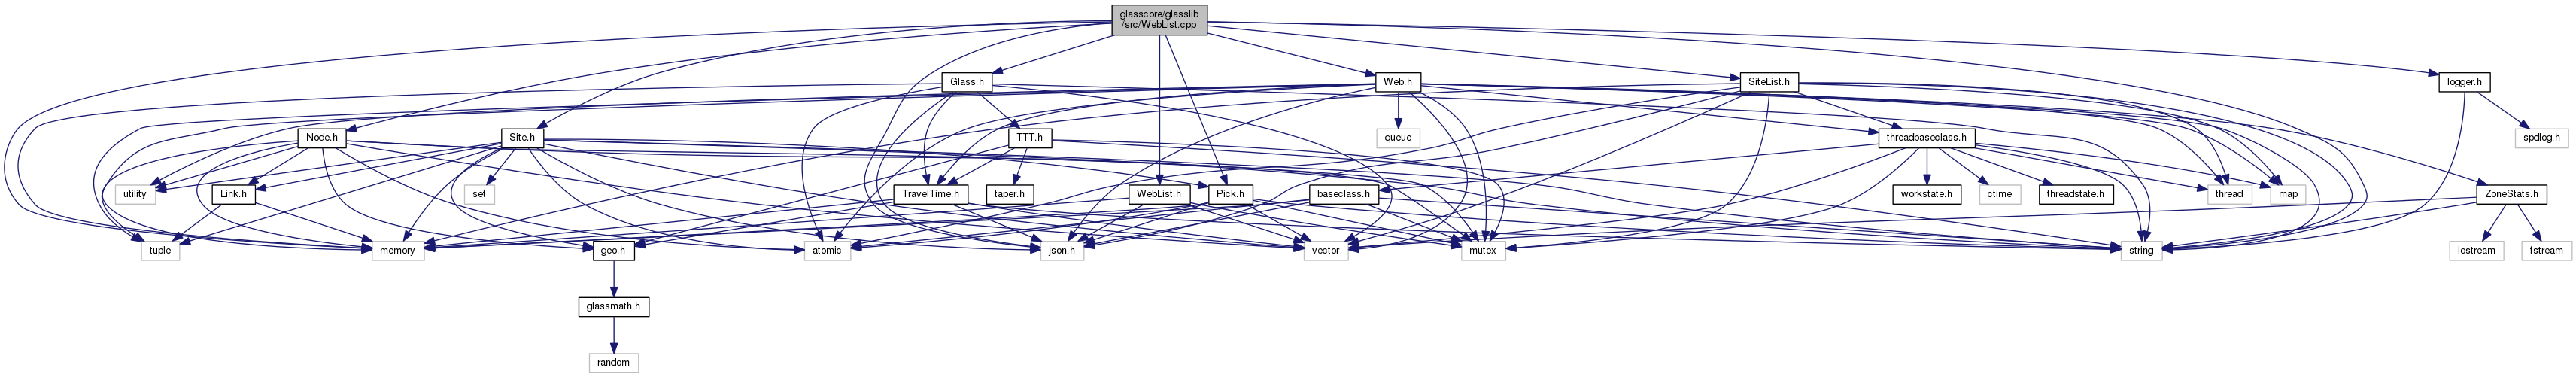 glasscore/glasslib
/src/WebList.cpp
Glass.h
Web.h
SiteList.h
logger.h
Node.h
Site.h
TTT.h
queue
threadbaseclass.h
spdlog.h
utility
Link.h
set
TravelTime.h
taper.h
WebList.h
Pick.h
baseclass.h
workstate.h
ctime
threadstate.h
thread
map
ZoneStats.h
tuple
memory
geo.h
atomic
json.h
vector
mutex
string
iostream
fstream
glassmath.h
random